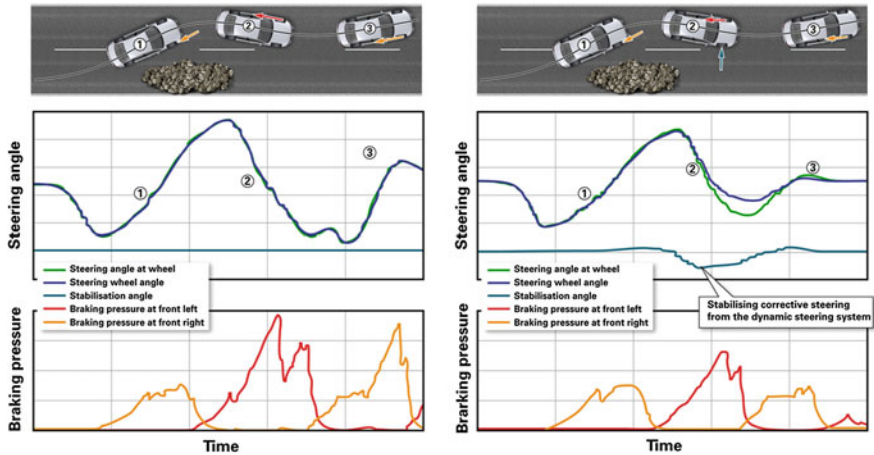 ①
②
③
Steering angle
①
②
③
Steering angle at wheel
Steering wheel angle
Stabilisation angle
Braking pressure at front left
Braking pressure at front right
Braking pressure
Time
①
②
③
Steering angle
①
②
③
Steering angle at wheel
Steering wheel angle
Stabilisation angle
Braking pressure at front left
Braking pressure at front right
Stabilising corrective steering
from the dynamic steering system
Brarking pressure
Time